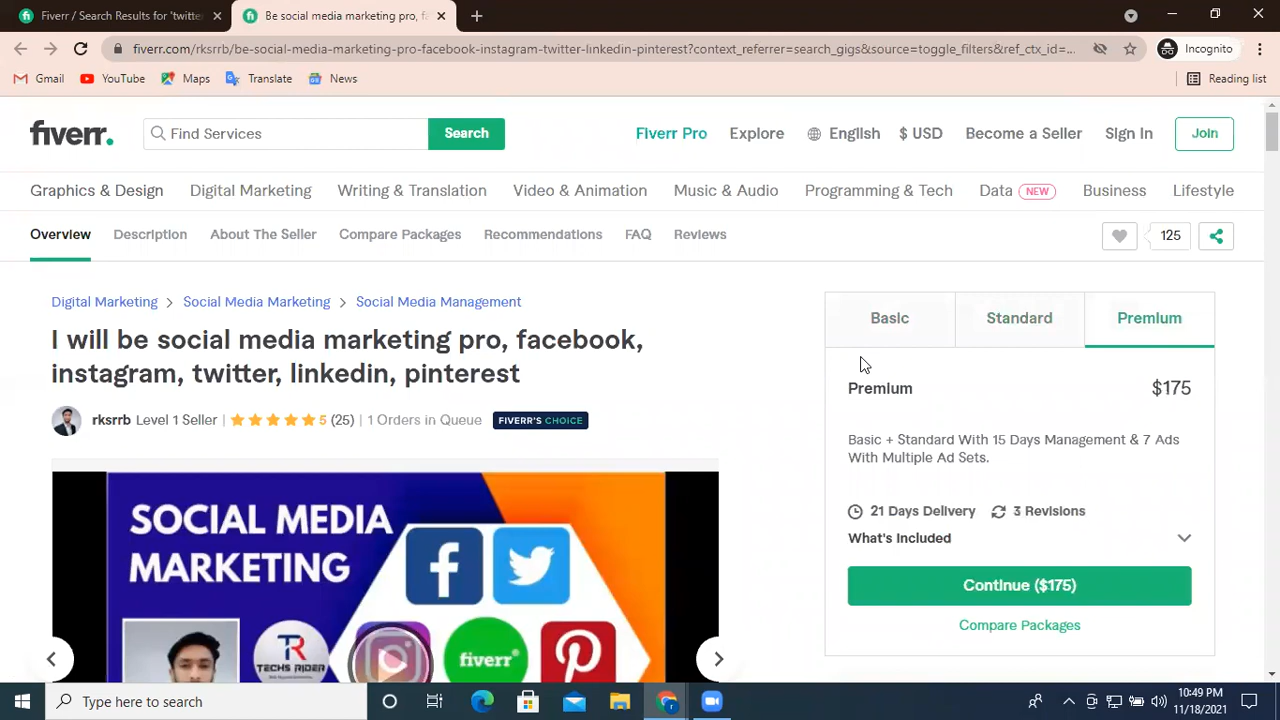 Fiverr / Search Results for 'twitte
Be social media marketing pro, fa
fiverr.com/rksrrb/be-social-media-marketing-pro-facebook-instagram-twitter-linkedin-pinterest?context_referrer=search_gigs&source=toggle_filters&ref_ctx_id=...
Incognito
Gmail
YouTube
Maps
Translate
News
Reading list
fiverr.
Find Services
Search
Fiverr Pro
Explore
English
$ USD
Become a Seller
Sign In
Join
Graphics & Design
Digital Marketing
Writing & Translation
Video & Animation
Music & Audio
Programming & Tech
Data NEW
Business
Lifestyle
Overview
Description
About The Seller
Compare Packages
Recommendations
FAQ
Reviews
125
Digital Marketing > Social Media Marketing > Social Media Management
I will be social media marketing pro, facebook,
instagram, twitter, linkedin, pinterest
rksrrb Level 1 Seller | 5 (25) | 1 Orders in Queue FIVERR'S CHOICE
SOCIAL MEDIA
MARKETING
TR
TECHS RIDER
fiverr
Basic
Standard
Premium
Premium $175
Basic + Standard With 15 Days Management & 7 Ads
With Multiple Ad Sets.
21 Days Delivery
3 Revisions
What's Included
Continue ($175)
Compare Packages
Type here to search
10:49 PM
11/18/2021